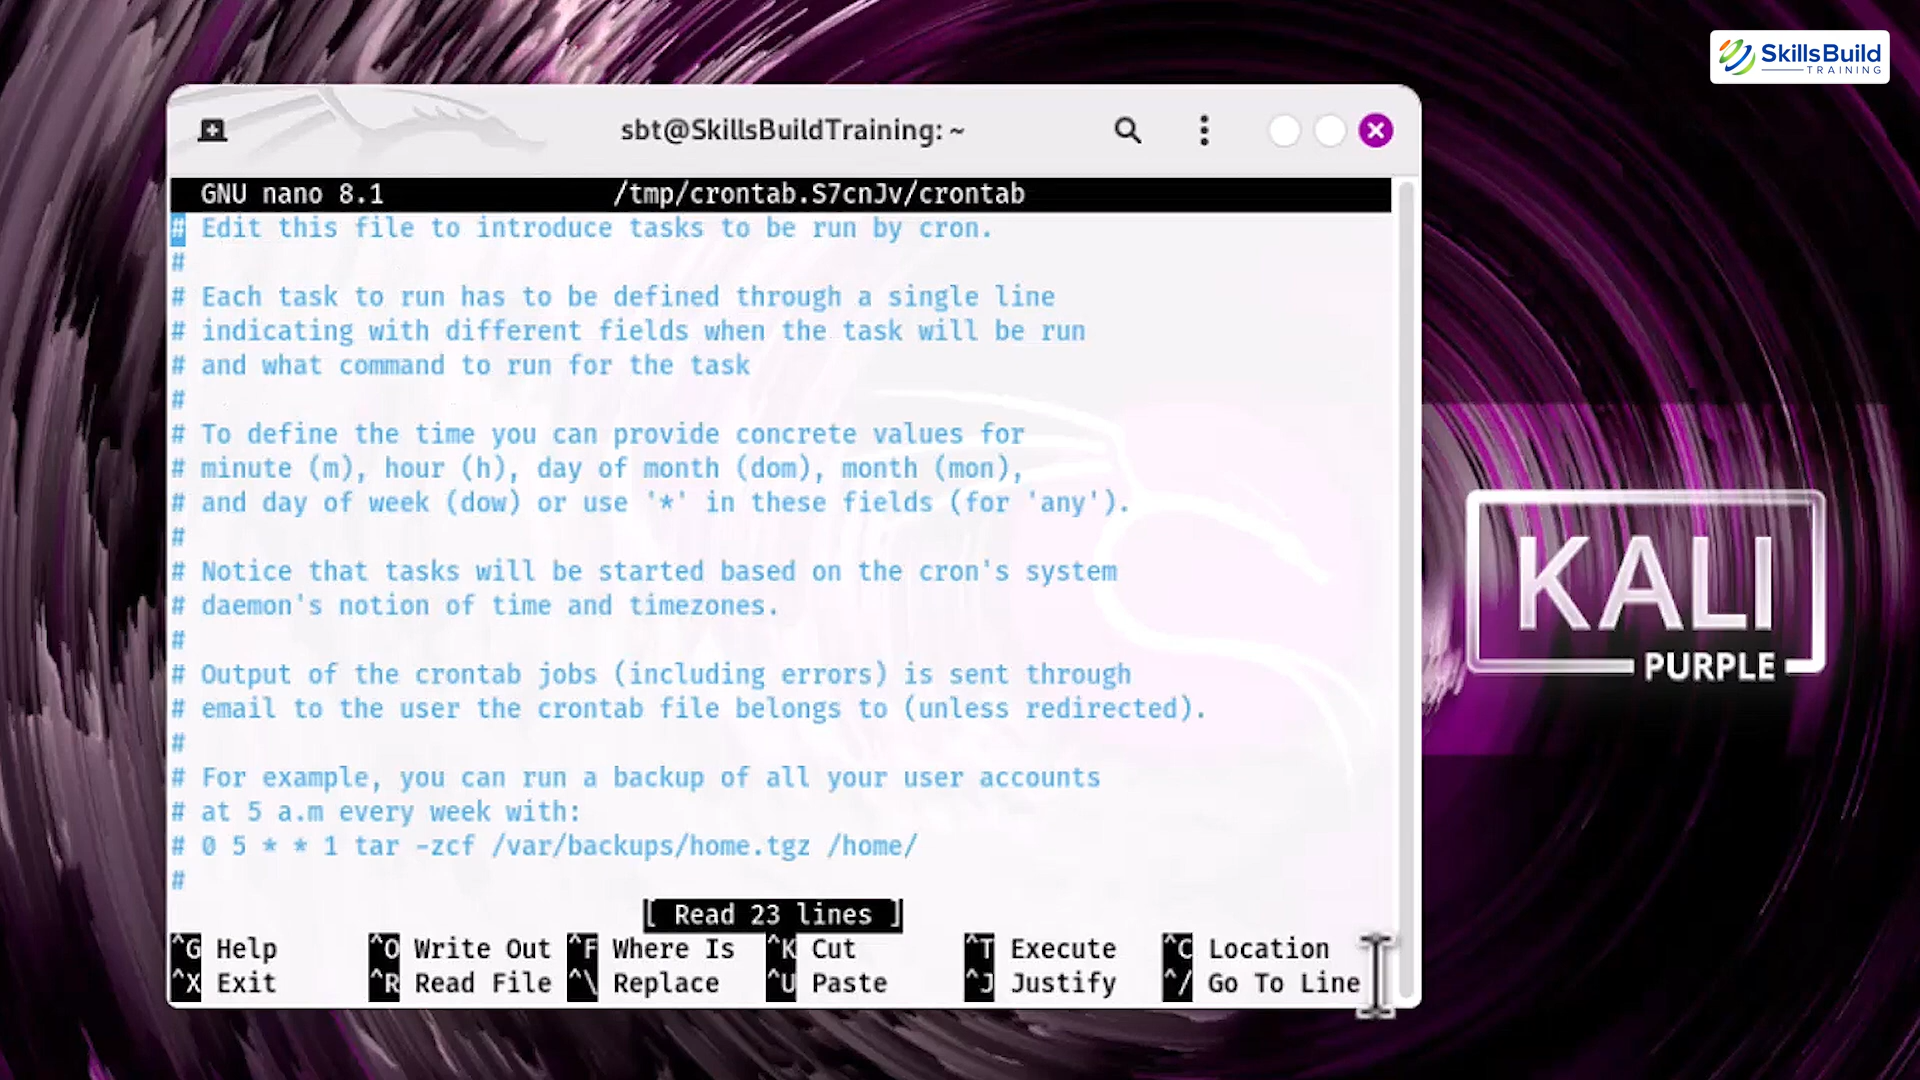 SkillsBuild
TRAINING
sbt@SkillsBuildTraining: ~
GNU nano 8.1 /tmp/crontab.S7cnJv/crontab
# Edit this file to introduce tasks to be run by cron.
#
# Each task to run has to be defined through a single line
# indicating with different fields when the task will be run
# and what command to run for the task
#
# To define the time you can provide concrete values for
# minute (m), hour (h), day of month (dom), month (mon),
# and day of week (dow) or use '*' in these fields (for 'any').
#
# Notice that tasks will be started based on the cron's system
# daemon's notion of time and timezones.
#
# Output of the crontab jobs (including errors) is sent through
# email to the user the crontab file belongs to (unless redirected).
#
# For example, you can run a backup of all your user accounts
# at 5 a.m every week with:
# 0 5 * * 1 tar -zcf /var/backups/home.tgz /home/
#
[ Read 23 lines ]
^G Help ^O Write Out ^F Where Is ^K Cut ^T Execute ^C Location
^X Exit ^R Read File ^\ Replace ^U Paste ^J Justify ^/ Go To Line
KALI
PURPLE